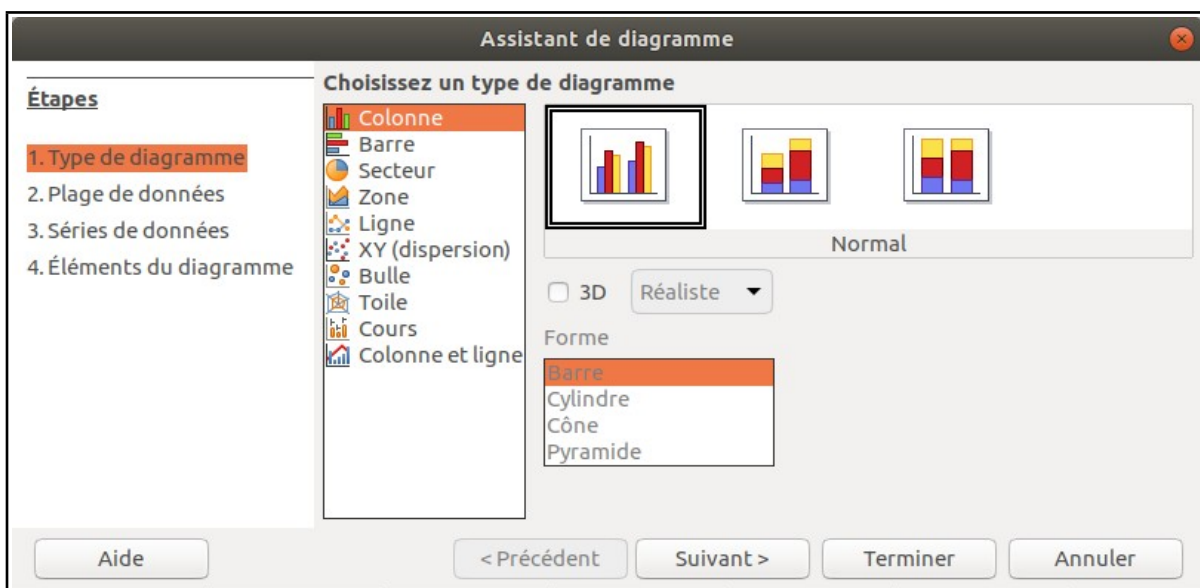 Assistant de diagramme
Étapes
1. Type de diagramme
2. Plage de données
3. Séries de données
4. Éléments du diagramme
Choisissez un type de diagramme
Colonne
Barre
Secteur
Zone
Ligne
XY (dispersion)
Bulle
Toile
Cours
Colonne et ligne
Normal
3D Réaliste
Forme
Barre
Cylindre
Cône
Pyramide
Aide < Précédent Suivant > Terminer Annuler